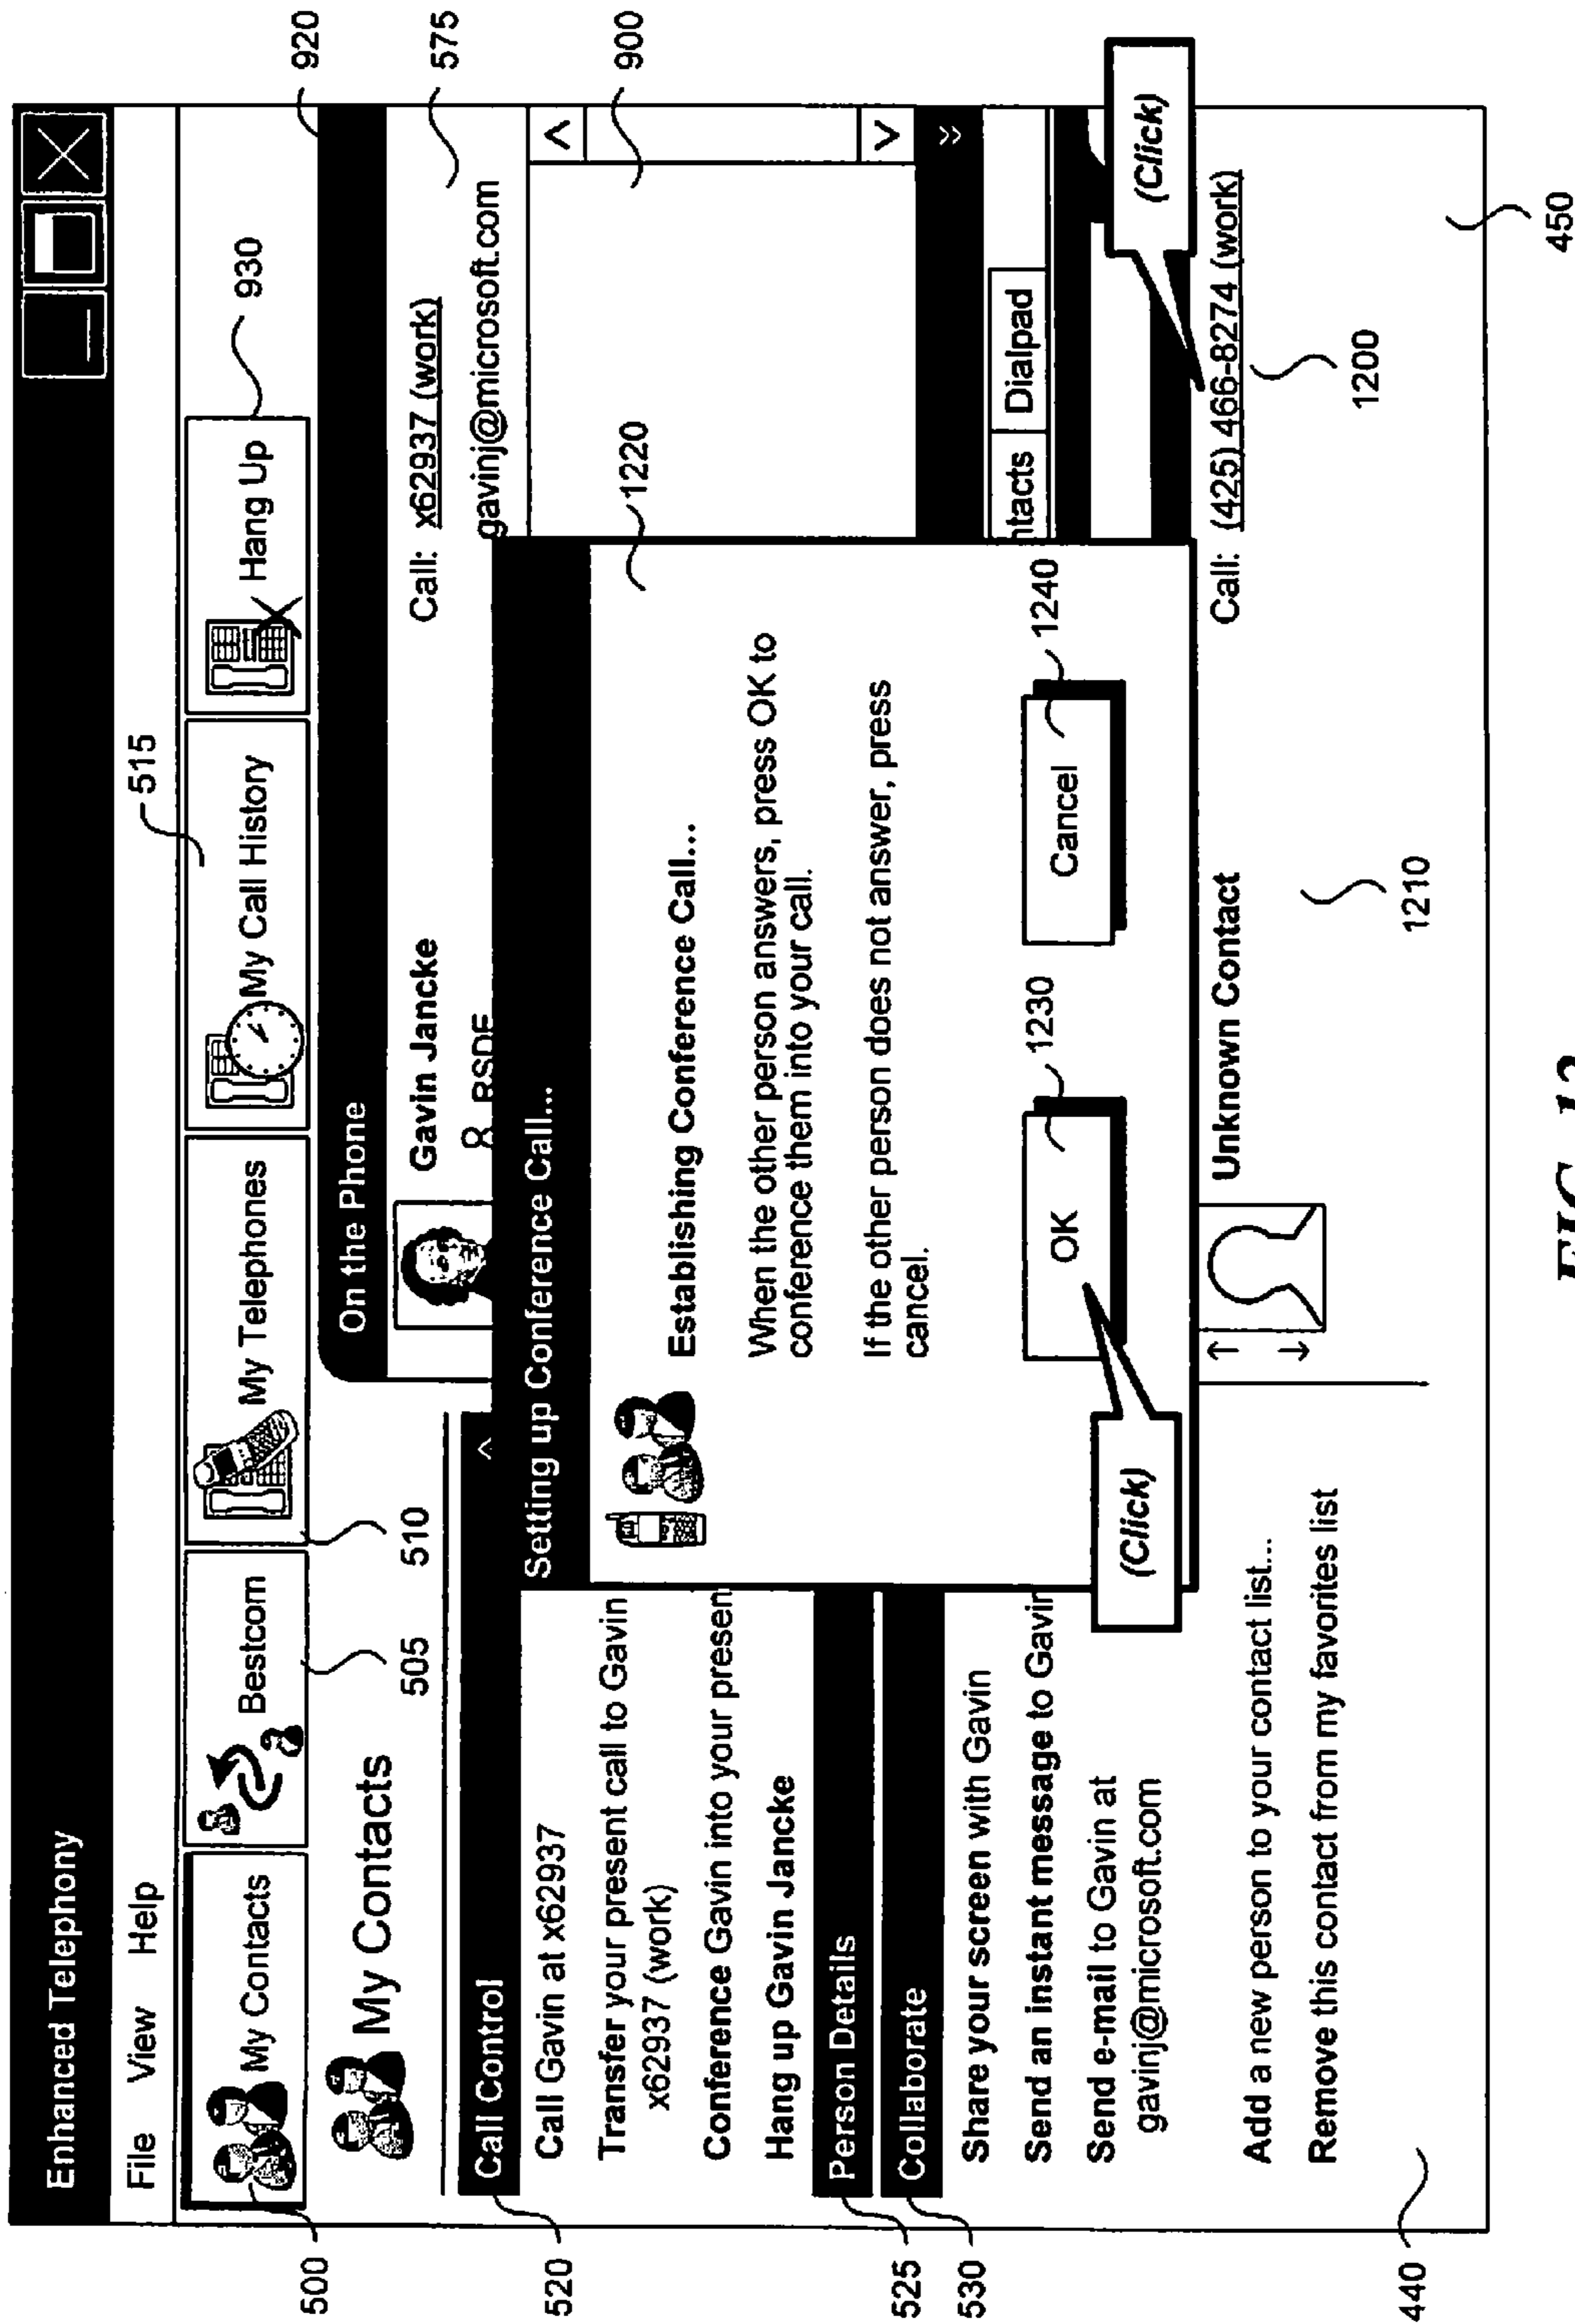 Enhanced Telephony
File View Help
My Contacts
Bestcom
My Telephones
My Call History
Hang Up
500
505
510
515
930
920
My Contacts
On the Phone
Gavin Jancke
Call: x62937 (work)
575
RSDE
gavinj@microsoft.com
520
Call Control
Call Gavin at x62937
Transfer your present call to Gavin
x62937 (work)
Conference Gavin into your presen
Hang up Gavin Jancke
525
Person Details
530
Collaborate
Share your screen with Gavin
Send an instant message to Gavin
Send e-mail to Gavin at
gavinj@microsoft.com
Add a new person to your contact list...
Remove this contact from my favorites list
440
Setting up Conference Call...
1220
900
Establishing Conference Call...
When the other person answers, press OK to
conference them into your call.
If the other person does not answer, press
cancel.
1230
1240
OK
Cancel
(Click)
ntacts
Dialpad
(Click)
Unknown Contact
Call: (425) 466-8274 (work)
1200
1210
450